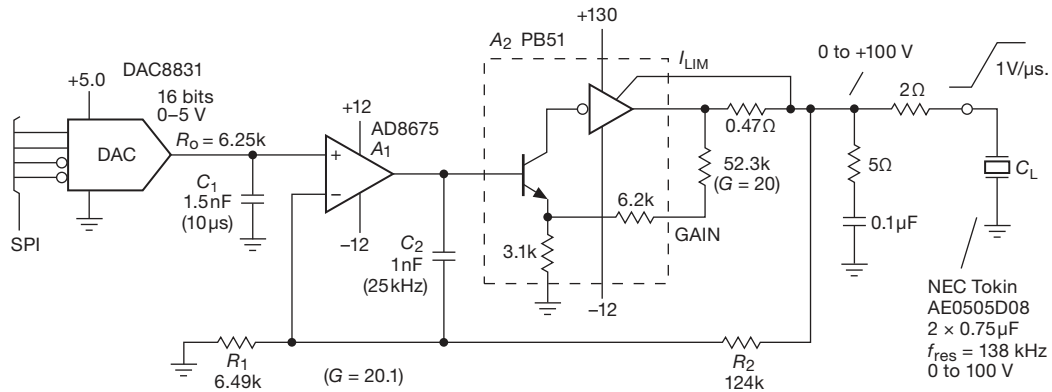 +5.0
DAC8831
16 bits
0–5 V
DAC
SPI
Ro = 6.25k
C1
1.5nF
(10μs)
+12
AD8675
A1
+
−
−12
C2
1nF
(25kHz)
A2 PB51
+130
ILIM
3.1k
6.2k
GAIN
−12
0.47Ω
52.3k
(G = 20)
0 to +100 V
2Ω
1V/μs.
5Ω
0.1μF
CL
NEC Tokin
AE0505D08
2 × 0.75μF
fres = 138 kHz
0 to 100 V
R1
6.49k
(G = 20.1)
R2
124k